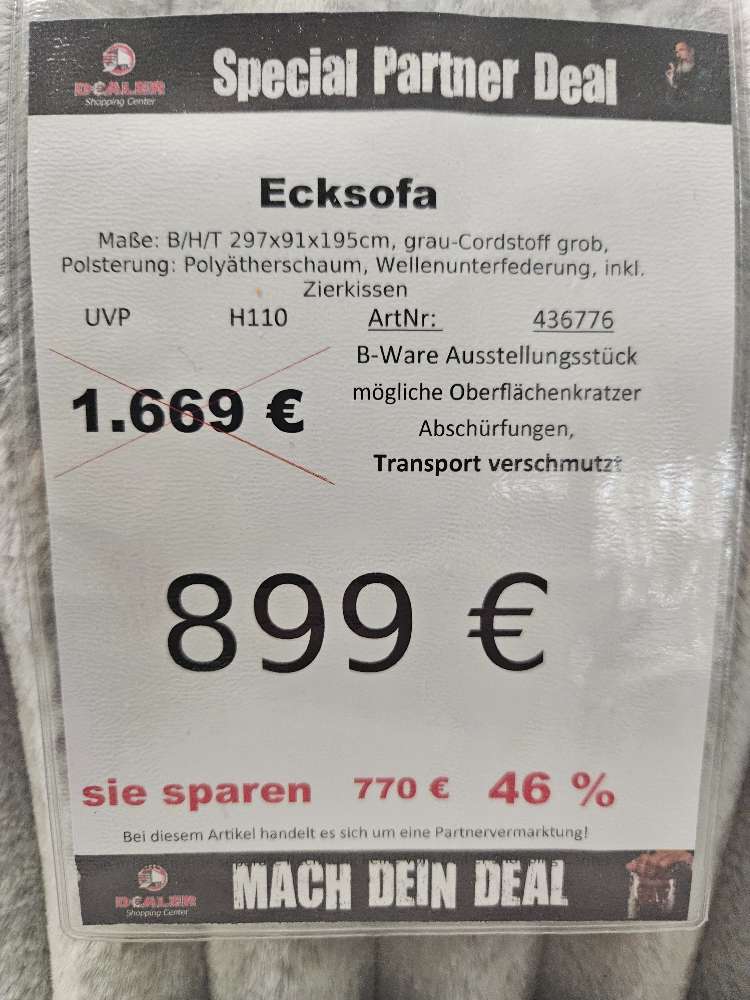 DEALER
Shopping Center
Special Partner Deal
Ecksofa
Maße: B/H/T 297x91x195cm, grau-Cordstoff grob,
Polsterung: Polyätherschaum, Wellenunterfederung, inkl.
Zierkissen
UVP H110 ArtNr: 436776
B-Ware Ausstellungsstück
1.669 €
mögliche Oberflächenkratzer
Abschürfungen,
Transport verschmutzt
899 €
sie sparen 770 € 46 %
Bei diesem Artikel handelt es sich um eine Partnervermarktung!
DEALER
Shopping Center
MACH DEIN DEAL